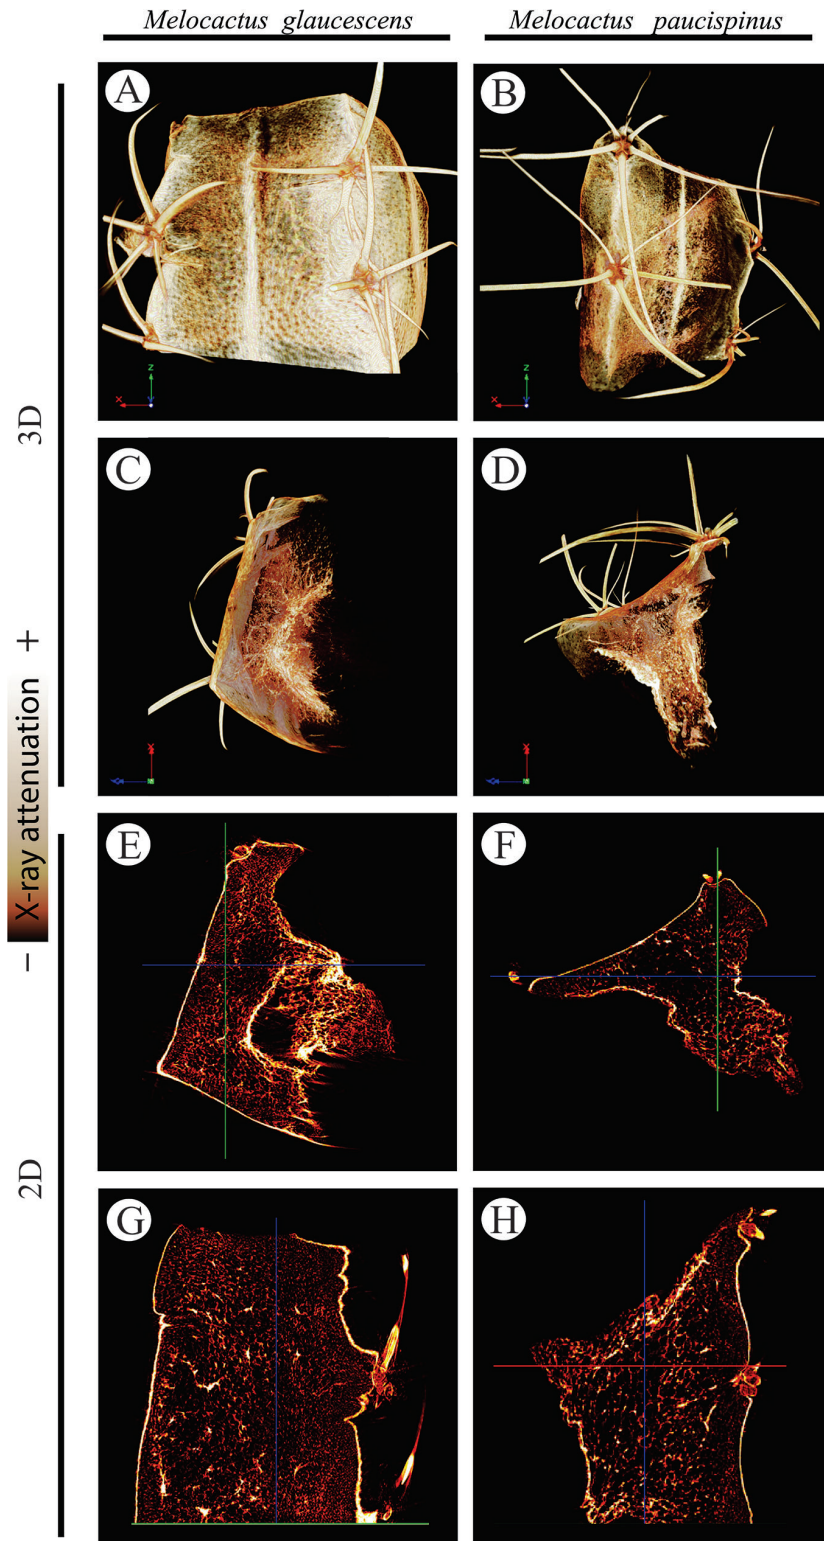 Melocactus glaucescens
Melocactus paucispinus
A
B
Z
X
Z
X
3D
C
D
X
X
+
X-ray attenuation
−
E
F
2D
G
H